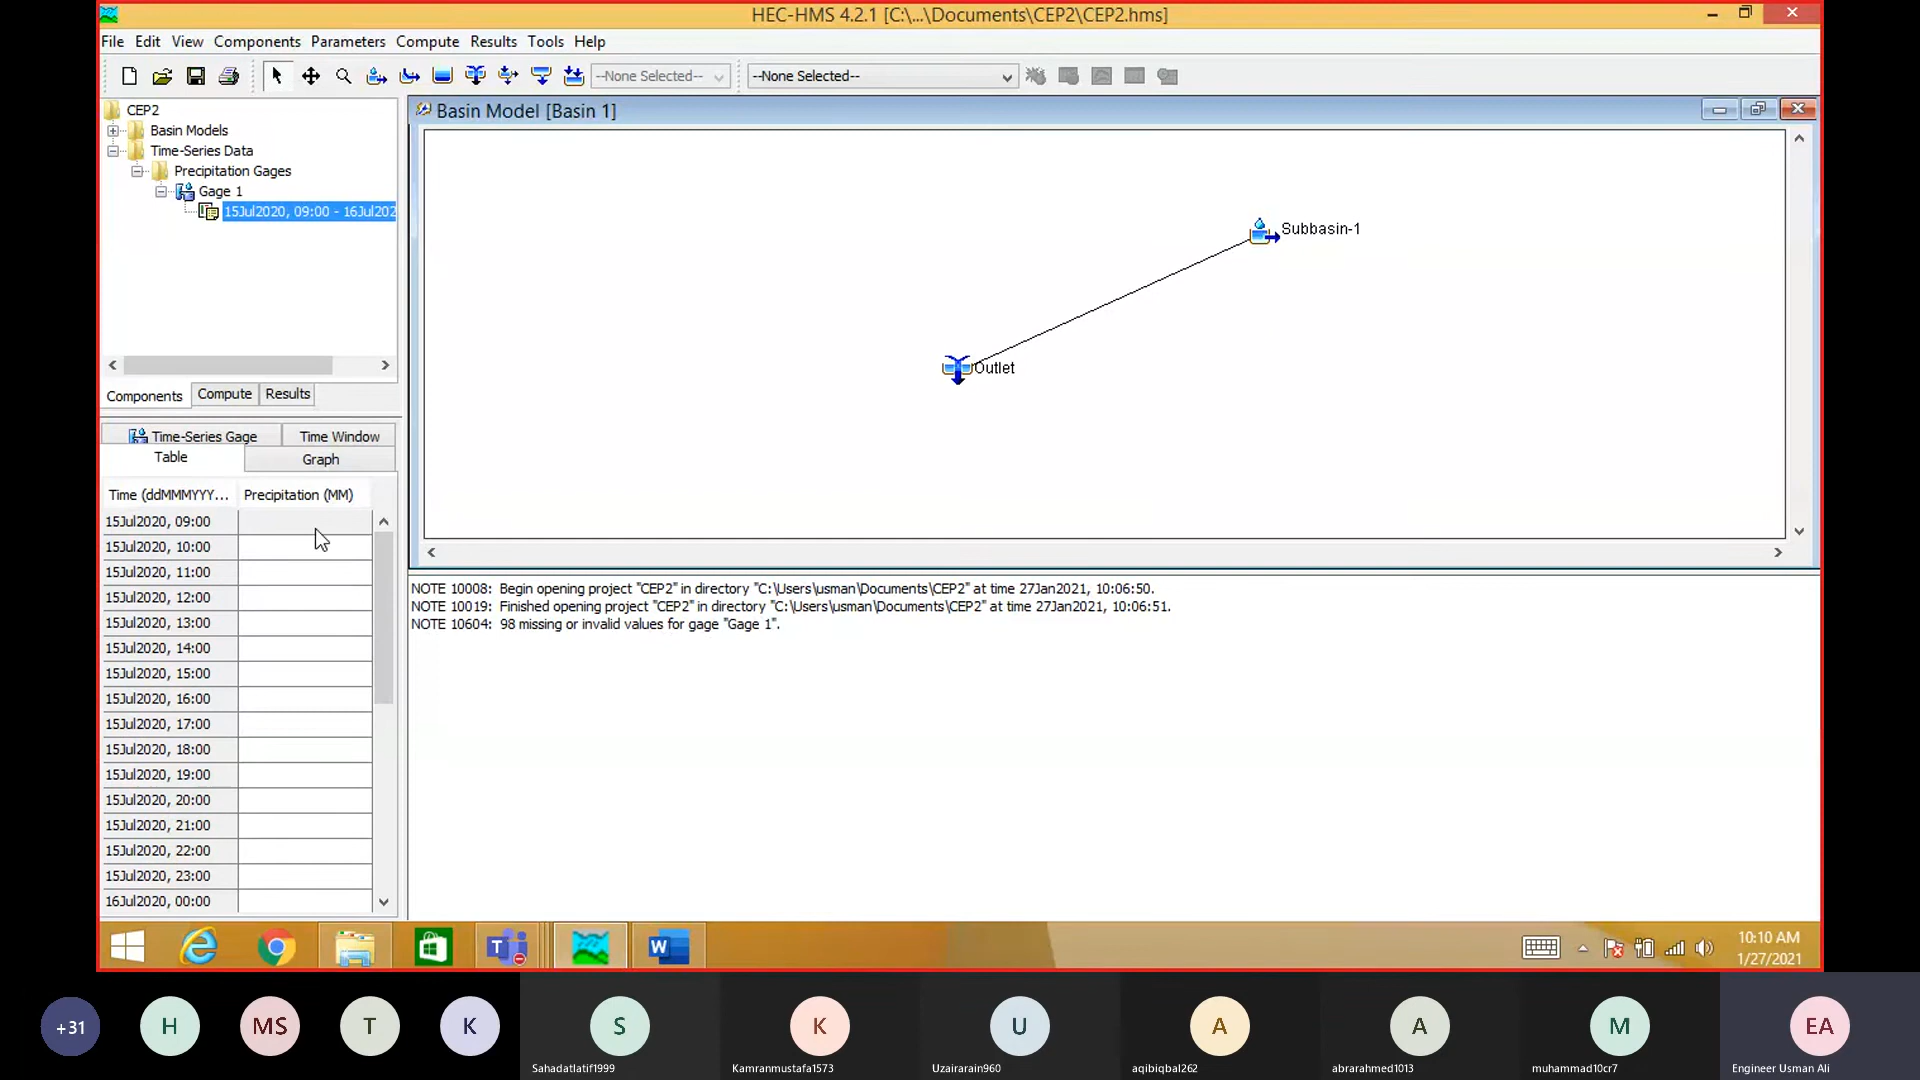 HEC-HMS 4.2.1 [C:\...\Documents\CEP2\CEP2.hms]
File Edit View Components Parameters Compute Results Tools Help
--None Selected-- --None Selected--
CEP2
Basin Models
Time-Series Data
Precipitation Gages
Gage 1
15Jul2020, 09:00 - 16Jul202
Components Compute Results
Basin Model [Basin 1]
Subbasin-1
Outlet
Time-Series Gage Time Window
Table Graph
Time (ddMMMYYY... Precipitation (MM)
15Jul2020, 09:00
15Jul2020, 10:00
15Jul2020, 11:00
15Jul2020, 12:00
15Jul2020, 13:00
15Jul2020, 14:00
15Jul2020, 15:00
15Jul2020, 16:00
15Jul2020, 17:00
15Jul2020, 18:00
15Jul2020, 19:00
15Jul2020, 20:00
15Jul2020, 21:00
15Jul2020, 22:00
15Jul2020, 23:00
16Jul2020, 00:00
NOTE 10008: Begin opening project "CEP2" in directory "C:\Users\usman\Documents\CEP2" at time 27Jan2021, 10:06:50.
NOTE 10019: Finished opening project "CEP2" in directory "C:\Users\usman\Documents\CEP2" at time 27Jan2021, 10:06:51.
NOTE 10604: 98 missing or invalid values for gage "Gage 1".
10:10 AM
1/27/2021
+31 H MS T K S K U A A M EA
Sahadatlatif1999 Kamranmustafa1573 Uzairarain960 aqibiqbal262 abrarahmed1013 muhammad10cr7 Engineer Usman Ali